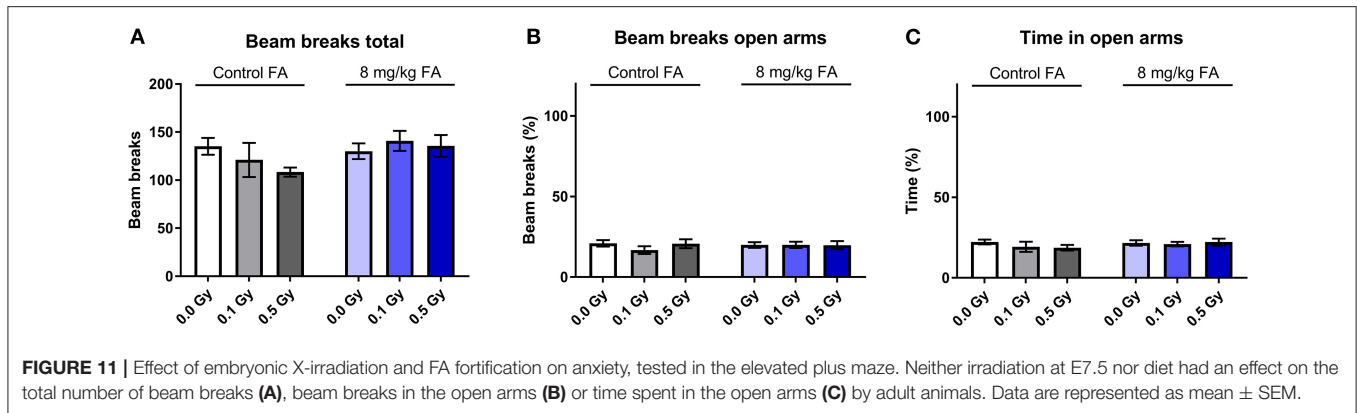 A Beam breaks total
Control FA 8 mg/kg FA
Beam breaks
200
150
100
50
0
0.0 Gy 0.1 Gy 0.5 Gy 0.0 Gy 0.1 Gy 0.5 Gy
B Beam breaks open arms
Control FA 8 mg/kg FA
Beam breaks (%)
100
50
0
0.0 Gy 0.1 Gy 0.5 Gy 0.0 Gy 0.1 Gy 0.5 Gy
C Time in open arms
Control FA 8 mg/kg FA
Time (%)
100
50
0
0.0 Gy 0.1 Gy 0.5 Gy 0.0 Gy 0.1 Gy 0.5 Gy
FIGURE 11 | Effect of embryonic X-irradiation and FA fortification on anxiety, tested in the elevated plus maze. Neither irradiation at E7.5 nor diet had an effect on the
total number of beam breaks (A), beam breaks in the open arms (B) or time spent in the open arms (C) by adult animals. Data are represented as mean ± SEM.